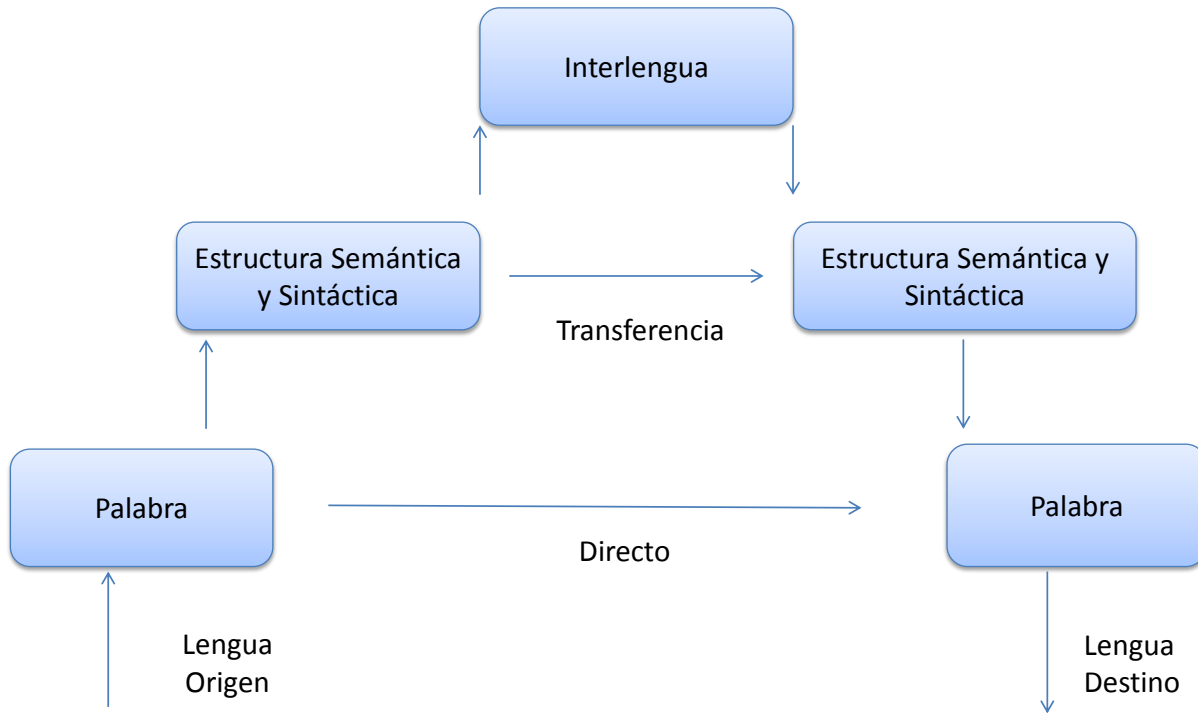 Interlengua
Estructura Semántica
y Sintáctica
Estructura Semántica y
Sintáctica
Transferencia
Palabra
Palabra
Directo
Lengua
Origen
Lengua
Destino